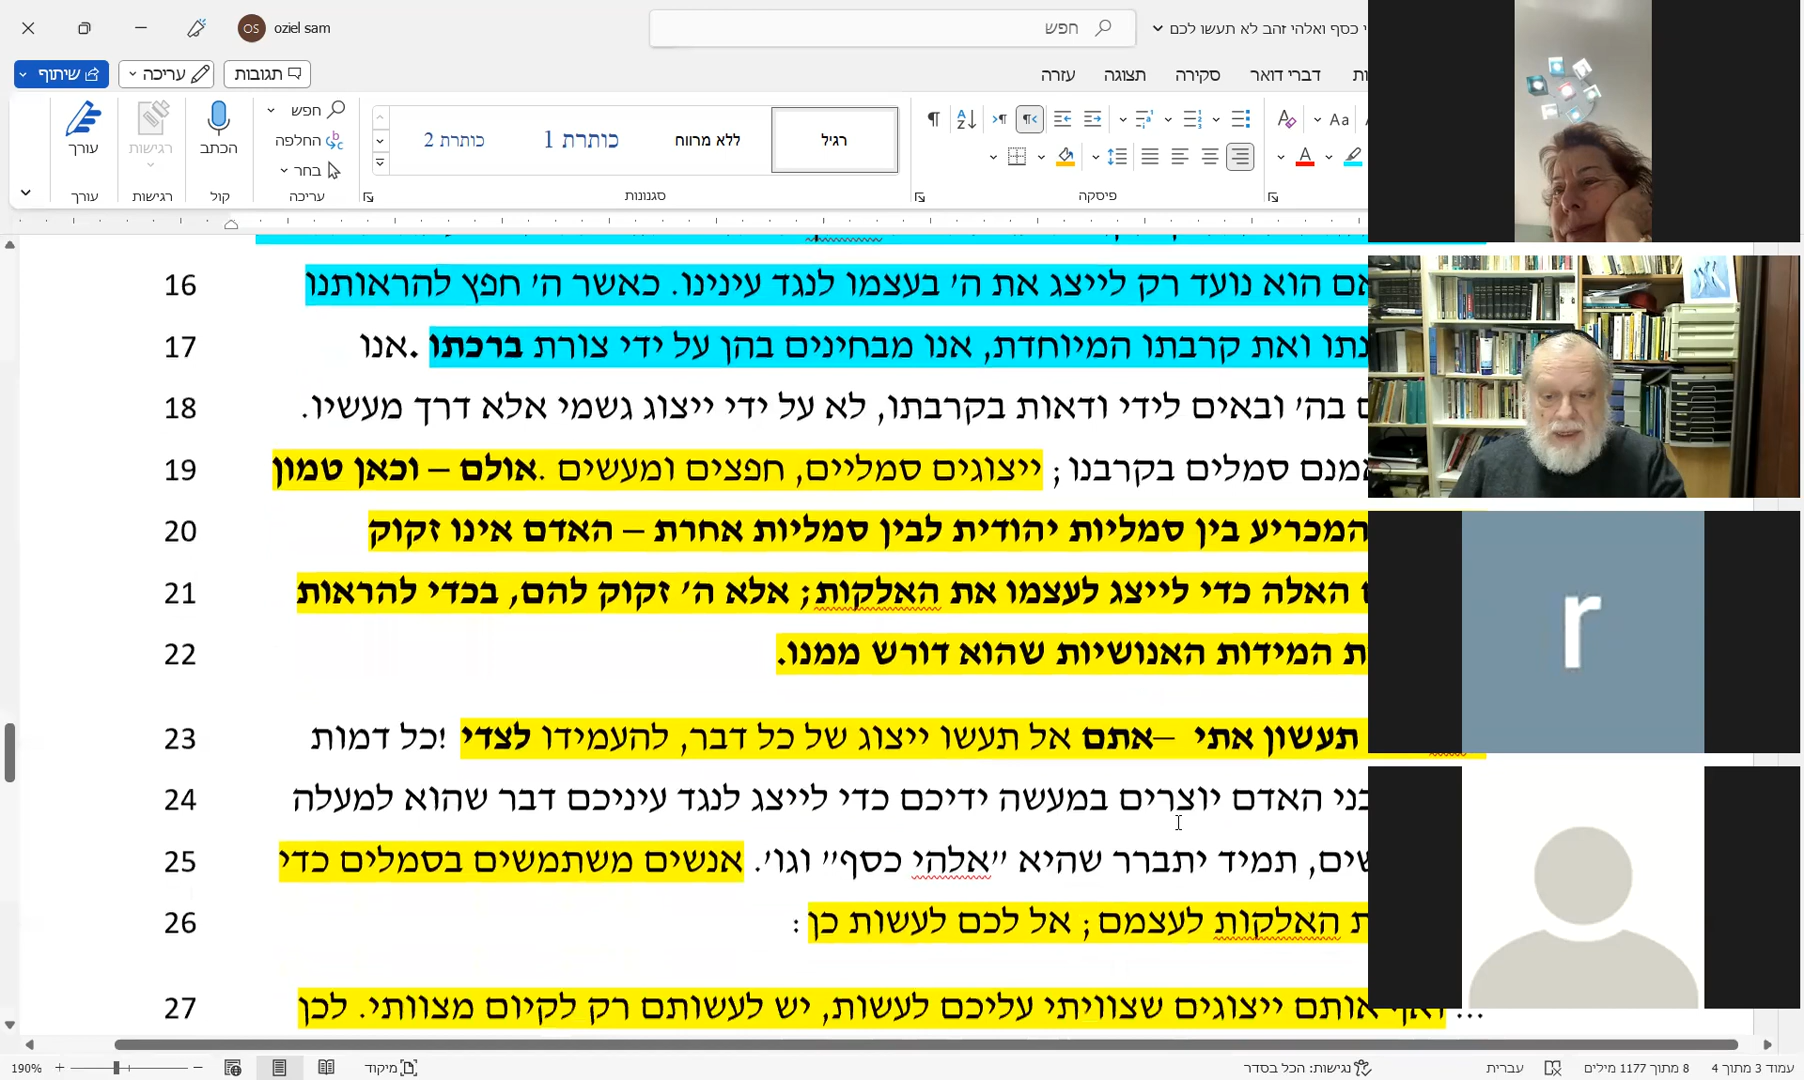 oziel sam
OS
חפש
י כסף ואלהי זהב לא תעשו לכם
שיתוף
עריכה
תגובות
דברי דואר
סקירה
תצוגה
עזרה
עורך
רגישות
הכתב
חפש
החלפה
בחר
כותרת 2
כותרת 1
ללא מרווח
רגיל
Aa
עורך
רגישות
קול
עריכה
סגנונות
פיסקה
16 אם הוא נועד רק לייצג את ה' בעצמו לנגד עינינו. כאשר ה' חפץ להראותנו
17 נתו ואת קרבתו המיוחדת, אנו מבחינים בהן על ידי צורת ברכתו .אנו
18 ם בה' ובאים לידי ודאות בקרבתו, לא על ידי ייצוג גשמי אלא דרך מעשיו.
19 אמנם סמלים בקרבנו ; ייצוגים סמליים, חפצים ומעשים .אולם – וכאן טמון
20 המכריע בין סמליות יהודית לבין סמליות אחרת – האדם אינו זקוק
21 ם האלה כדי לייצג לעצמו את האלקות; אלא ה' זקוק להם, בכדי להראות
22 ת המידות האנושיות שהוא דורש ממנו.
23 תעשון אתי –אתם אל תעשו ייצוג של כל דבר, להעמידו לצדי !כל דמות
24 בני האדם יוצרים במעשה ידיכם כדי לייצג לנגד עיניכם דבר שהוא למעלה
25 שים, תמיד יתברר שהיא "אלהי כסף" וגו'. אנשים משתמשים בסמלים כדי
26 ת האלקות לעצמם ; אל לכם לעשות כן :
27 ... ואף אותם ייצוגים שצוויתי עליכם לעשות, יש לעשותם רק לקיום מצוותי. לכן
r
190%
מיקוד
נגישות: הכל בסדר
עברית
8 מתוך 1177 מילים
עמוד 3 מתוך 4